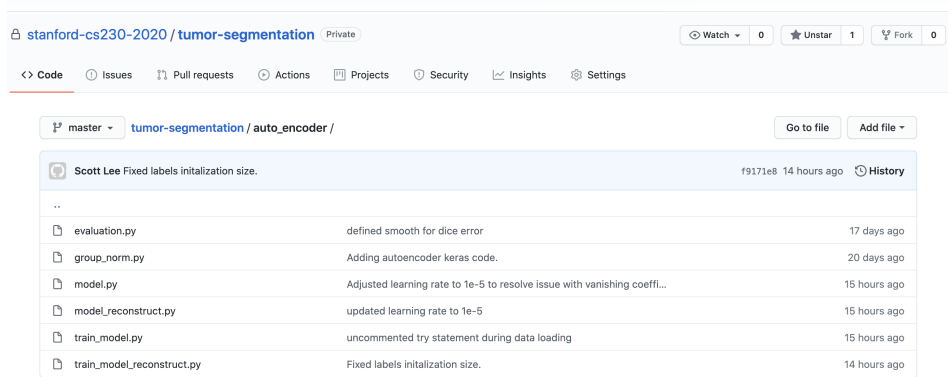 stanford-cs230-2020 / tumor-segmentation Private Watch 0 Unstar 1 Fork 0
<> Code Issues Pull requests Actions Projects Security Insights Settings
master tumor-segmentation / auto_encoder / Go to file Add file
Scott Lee Fixed labels initalization size. f9171e8 14 hours ago History
..
evaluation.py defined smooth for dice error 17 days ago
group_norm.py Adding autoencoder keras code. 20 days ago
model.py Adjusted learning rate to 1e-5 to resolve issue with vanishing coeffi... 15 hours ago
model_reconstruct.py updated learning rate to 1e-5 15 hours ago
train_model.py uncommented try statement during data loading 15 hours ago
train_model_reconstruct.py Fixed labels initalization size. 14 hours ago